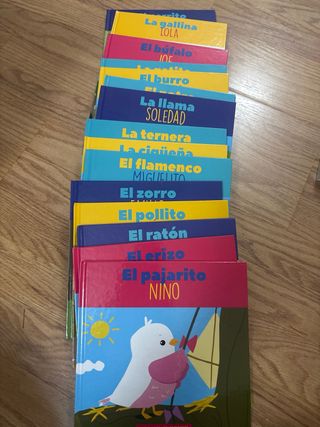 La gallina
LOLA
El búfalo
JOE
El burro
La llama
SOLEDAD
La ternera
La cigüeña
El flamenco
MIGUELITO
El zorro
El pollito
El ratón
El erizo
El pajarito
NINO